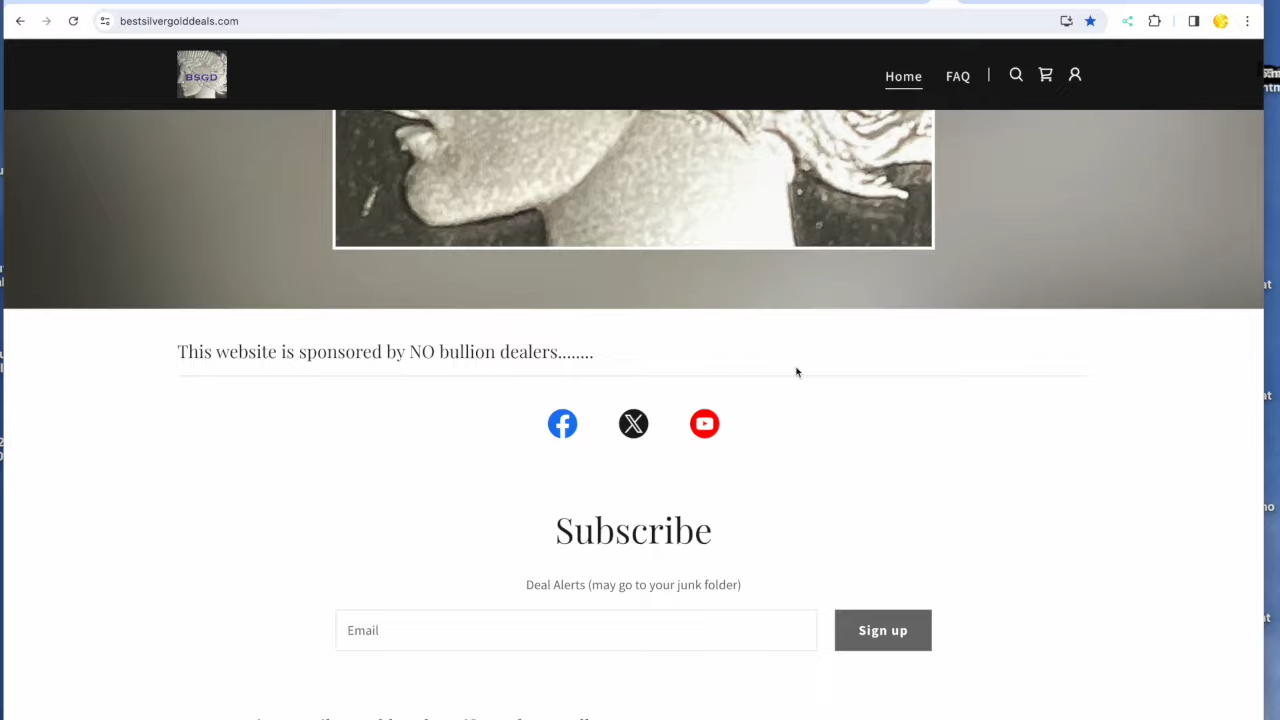 bestsilvergolddeals.com
BSGD
Home
FAQ
This website is sponsored by NO bullion dealers........
Subscribe
Deal Alerts (may go to your junk folder)
Email
Sign up